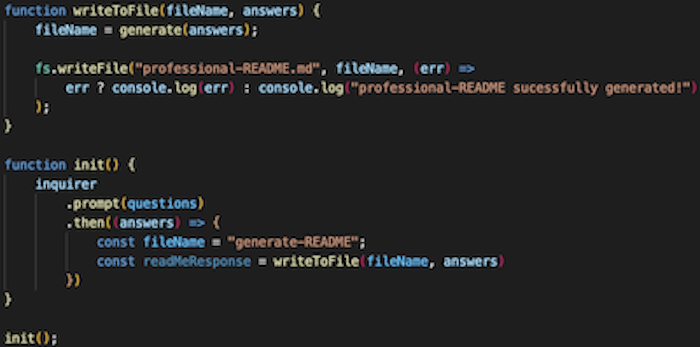 function writeToFile(fileName, answers) {
fileName = generate(answers);
fs.writeFile("professional-README.md", fileName, (err) =>
err ? console.log(err) : console.log("professional-README sucessfully generated!")
);
}
function init() {
inquirer
.prompt(questions)
.then((answers) => {
const fileName = "generate-README";
const readMeResponse = writeToFile(fileName, answers)
})
}
init();